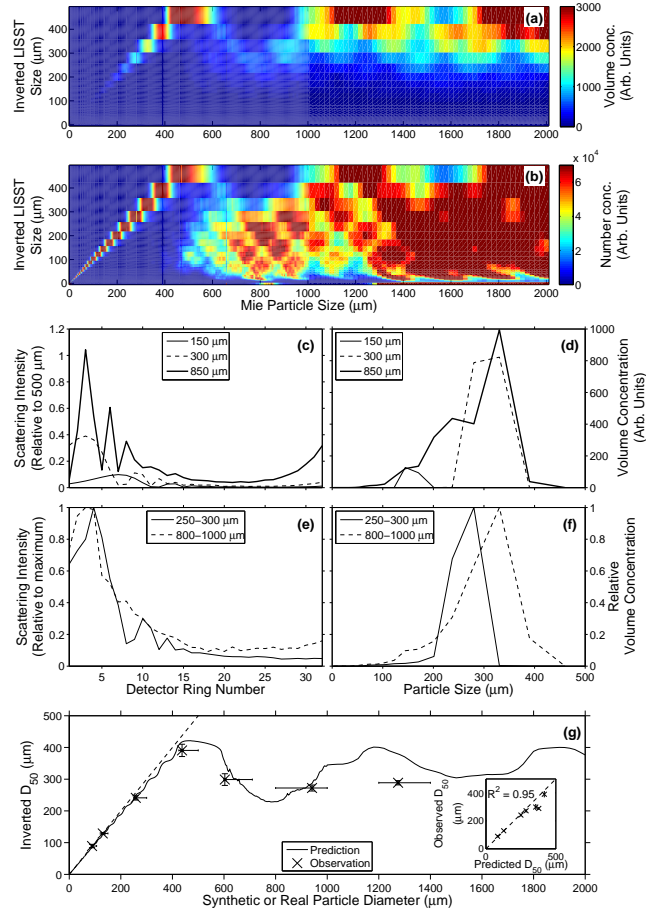 (a)
Inverted LISST
Size (µm)
400
300
200
100
0
0 200 400 600 800 1000 1200 1400 1600 1800 2000
3000
2000
1000
0
Volume conc.
(Arb. Units)
(b)
Inverted LISST
Size (µm)
400
300
200
100
0
0 200 400 600 800 1000 1200 1400 1600 1800 2000
Mie Particle Size (µm)
x 10⁴
6
4
2
0
Number conc.
(Arb. Units)
(c)
150 µm
300 µm
850 µm
Scattering Intensity
(Relative to 500 µm)
1.2
1
0.8
0.6
0.4
0.2
0
(d)
150 µm
300 µm
850 µm
1000
800
600
400
200
0
Volume Concentration
(Arb. Units)
(e)
250–300 µm
800–1000 µm
Scattering Intensity
(Relative to maximum)
1
0.8
0.6
0.4
0.2
0
5 10 15 20 25 30
Detector Ring Number
(f)
250–300 µm
800–1000 µm
1
0.8
0.6
0.4
0.2
0
Relative
Volume Concentration
0 100 200 300 400 500
Particle Size (µm)
(g)
Inverted D₅₀
(µm)
500
400
300
200
100
0
0 200 400 600 800 1000 1200 1400 1600 1800 2000
Synthetic or Real Particle Diameter (µm)
Prediction
Observation
Observed D₅₀
(µm)
400
200
0
R² = 0.95
0 500
Predicted D₅₀ (µm)